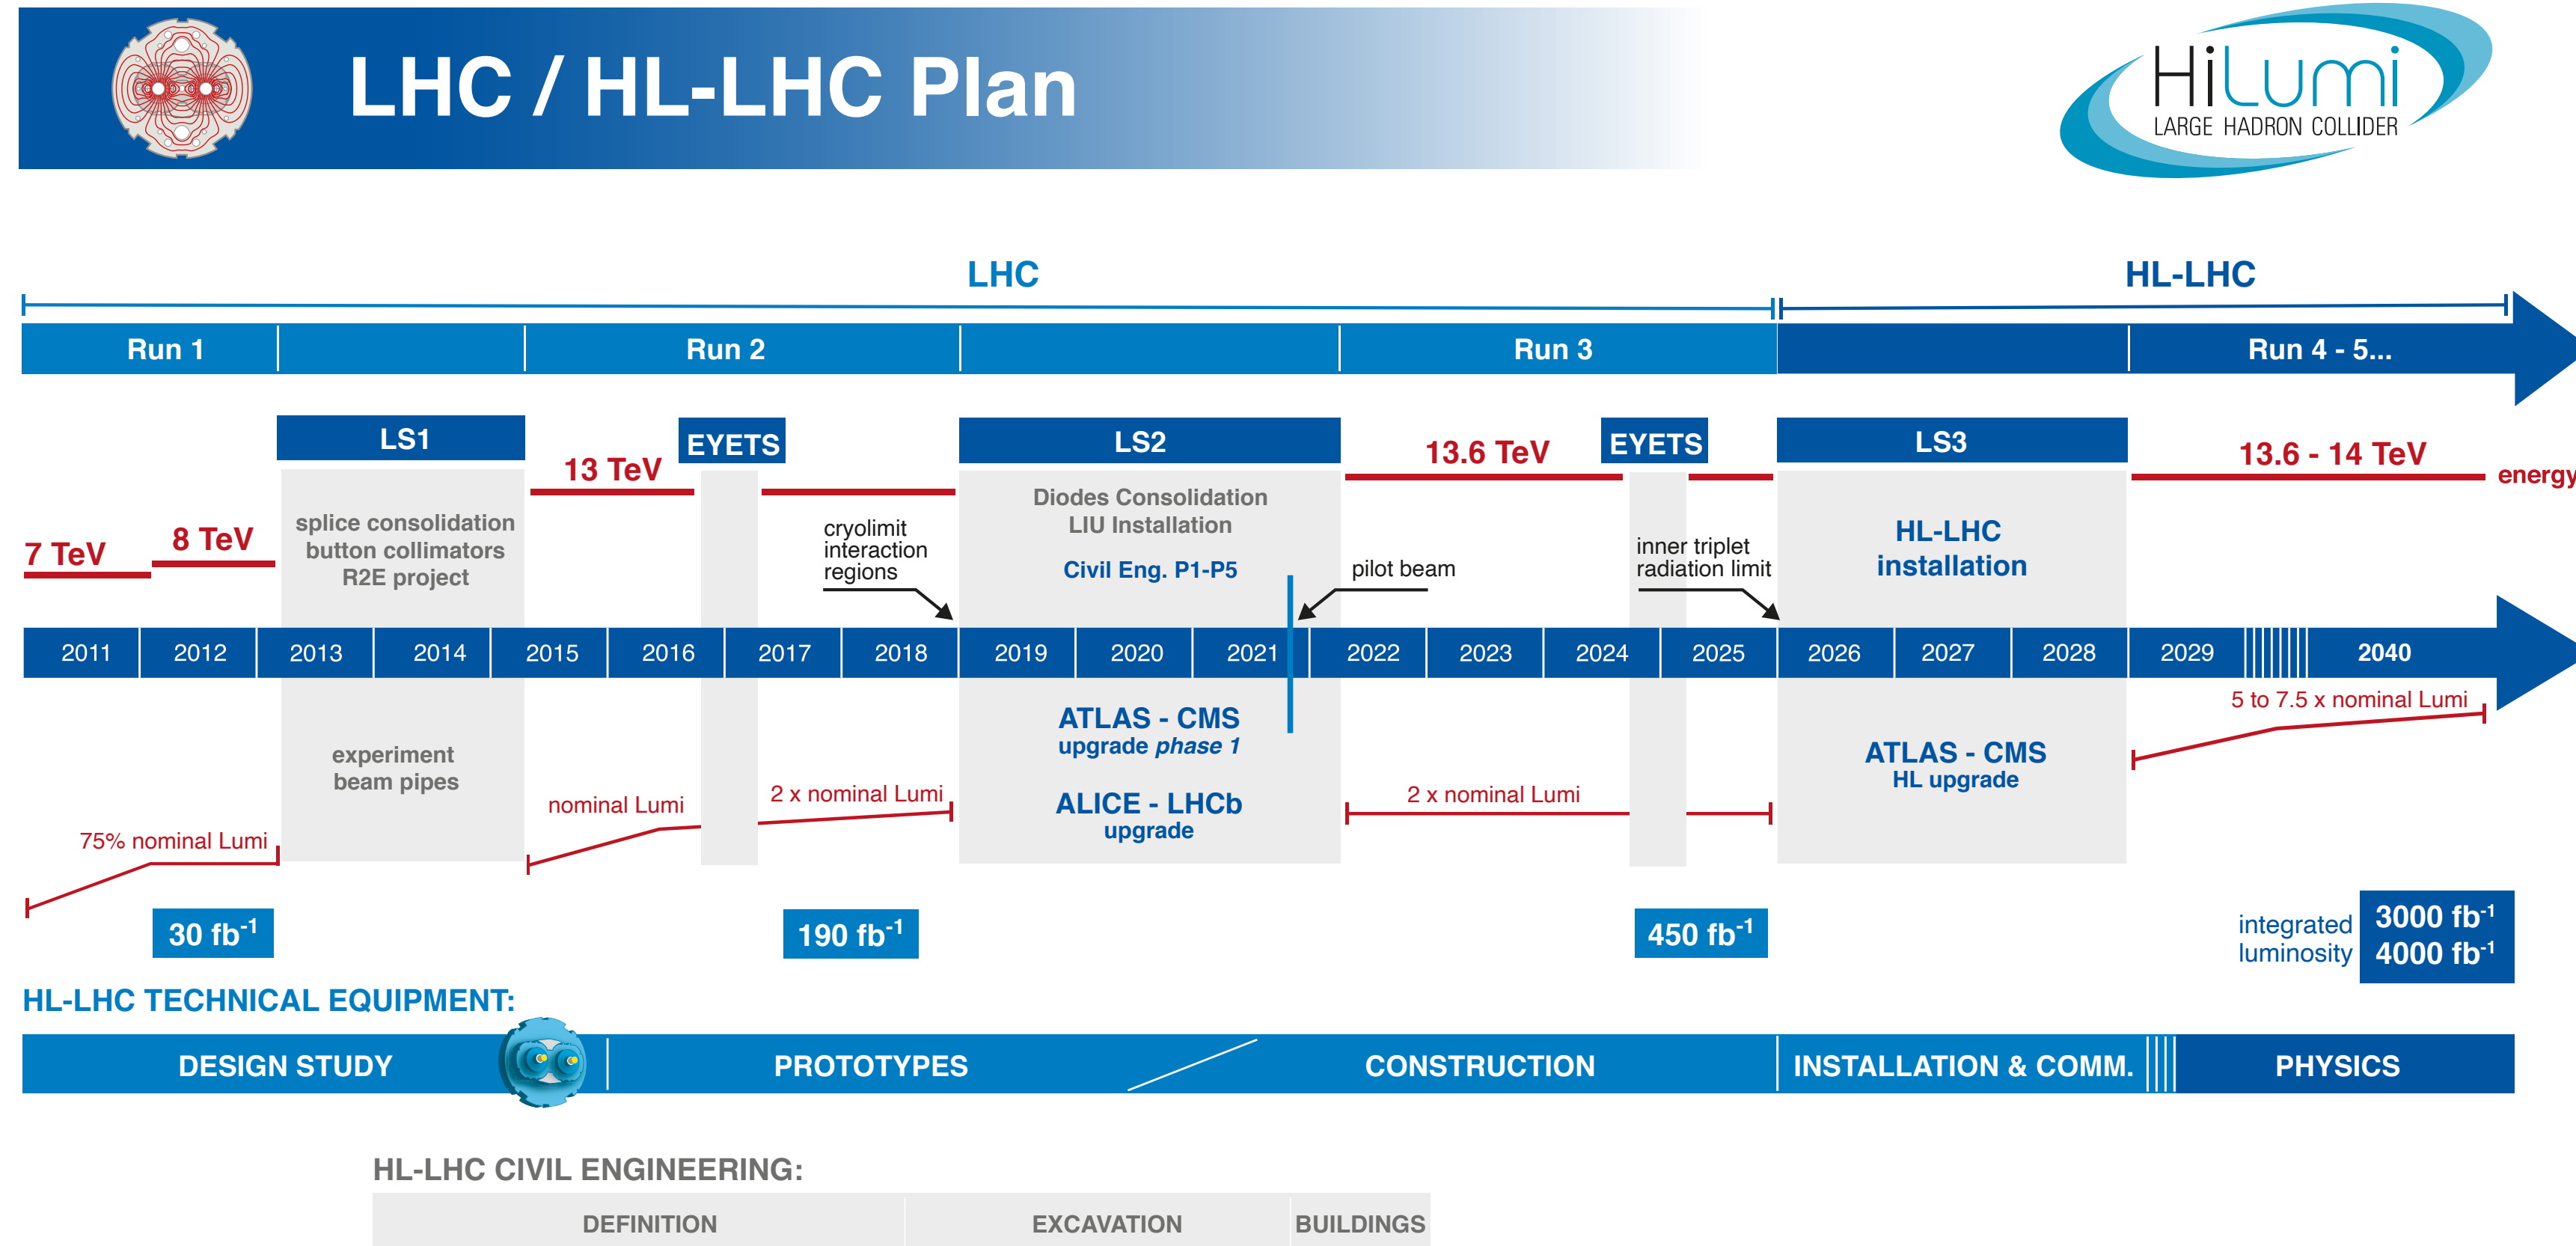 LHC / HL-LHC Plan
HiLumi
LARGE HADRON COLLIDER
LHC
HL-LHC
Run 1
Run 2
Run 3
Run 4 - 5...
LS1
EYETS
LS2
EYETS
LS3
7 TeV
8 TeV
13 TeV
13.6 TeV
13.6 - 14 TeV
energy
splice consolidation
button collimators
R2E project
cryolimit
interaction
regions
Diodes Consolidation
LIU Installation
Civil Eng. P1-P5
pilot beam
inner triplet
radiation limit
HL-LHC
installation
2011
2012
2013
2014
2015
2016
2017
2018
2019
2020
2021
2022
2023
2024
2025
2026
2027
2028
2029
2040
experiment
beam pipes
ATLAS - CMS
upgrade phase 1
ALICE - LHCb
upgrade
ATLAS - CMS
HL upgrade
75% nominal Lumi
nominal Lumi
2 x nominal Lumi
2 x nominal Lumi
5 to 7.5 x nominal Lumi
30 fb⁻¹
190 fb⁻¹
450 fb⁻¹
integrated
luminosity
3000 fb⁻¹
4000 fb⁻¹
HL-LHC TECHNICAL EQUIPMENT:
DESIGN STUDY
PROTOTYPES
CONSTRUCTION
INSTALLATION & COMM.
PHYSICS
HL-LHC CIVIL ENGINEERING:
DEFINITION
EXCAVATION
BUILDINGS